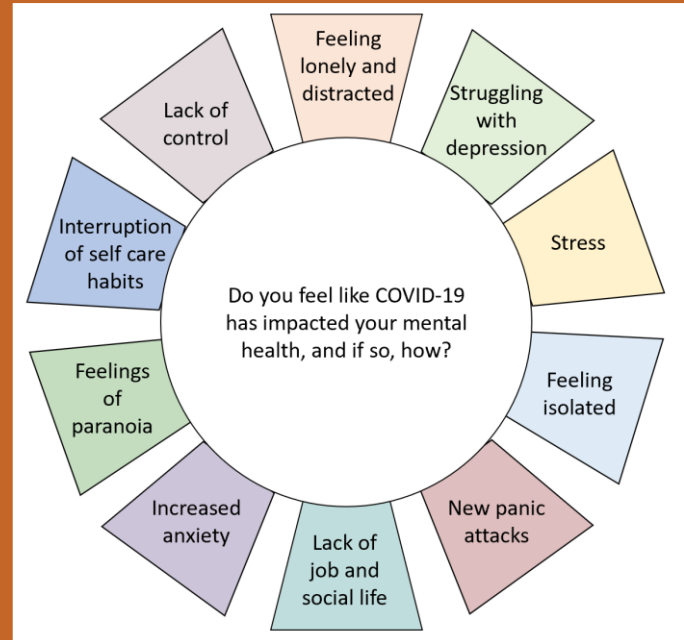 Feeling
lonely and
distracted
Struggling
with
depression
Stress
Feeling
isolated
New panic
attacks
Lack of
job and
social life
Increased
anxiety
Feelings
of
paranoia
Interruption
of self care
habits
Lack of
control
Do you feel like COVID-19
has impacted your mental
health, and if so, how?